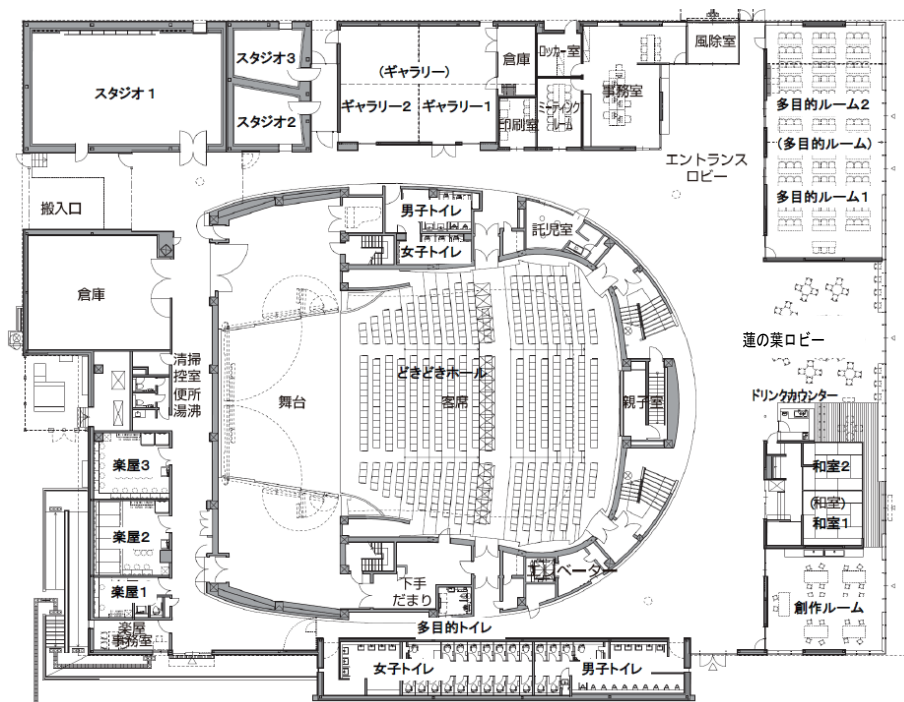 スタジオ1
スタジオ3
スタジオ2
(ギャラリー)
ギャラリー2
ギャラリー1
倉庫
印刷室
ロッカー室
ミーティング
ルーム
事務室
風除室
エントランス
ロビー
多目的ルーム2
(多目的ルーム)
多目的ルーム1
搬入口
倉庫
男子トイレ
女子トイレ
託児室
清掃
控室
便所
湯沸
舞台
どきどきホール
客席
親子室
蓮の葉ロビー
ドリンクカウンター
楽屋3
楽屋2
楽屋1
楽屋
事務室
下手
だまり
エレベーター
多目的トイレ
女子トイレ
男子トイレ
和室2
(和室)
和室1
創作ルーム